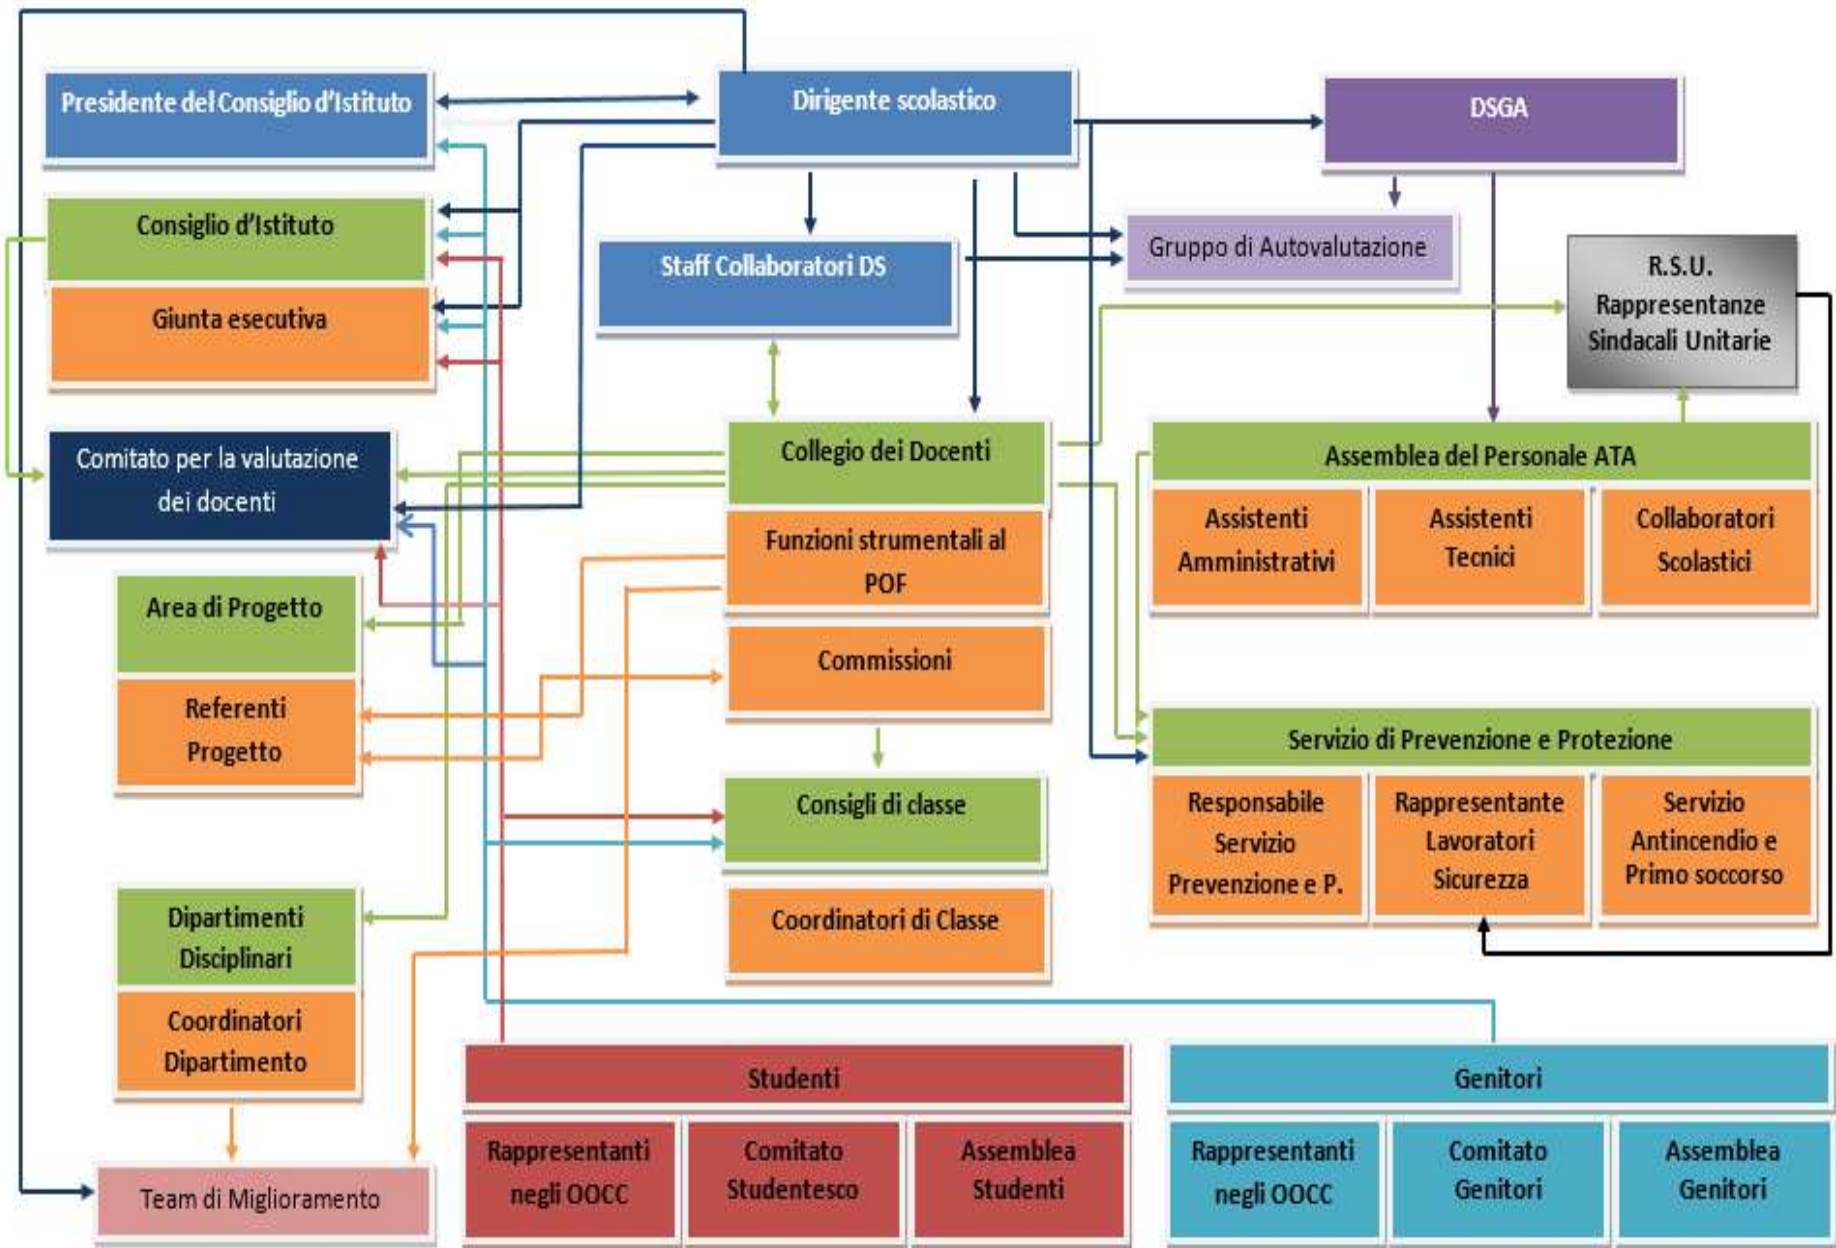 Presidente del Consiglio d'Istituto
Dirigente scolastico
DSGA
Consiglio d'Istituto
Giunta esecutiva
Staff Collaboratori DS
Gruppo di Autovalutazione
R.S.U.
Rappresentanze
Sindacali Unitarie
Comitato per la valutazione
dei docenti
Collegio dei Docenti
Funzioni strumentali al
POF
Commissioni
Assemblea del Personale ATA
Assistenti
Amministrativi
Assistenti
Tecnici
Collaboratori
Scolastici
Area di Progetto
Referenti
Progetto
Servizio di Prevenzione e Protezione
Responsabile
Servizio
Prevenzione e P.
Rappresentante
Lavoratori
Sicurezza
Servizio
Antincendio e
Primo soccorso
Consigli di classe
Coordinatori di Classe
Dipartimenti
Disciplinari
Coordinatori
Dipartimento
Team di Miglioramento
Studenti
Rappresentanti
negli OOCC
Comitato
Studentesco
Assemblea
Studenti
Genitori
Rappresentanti
negli OOCC
Comitato
Genitori
Assemblea
Genitori